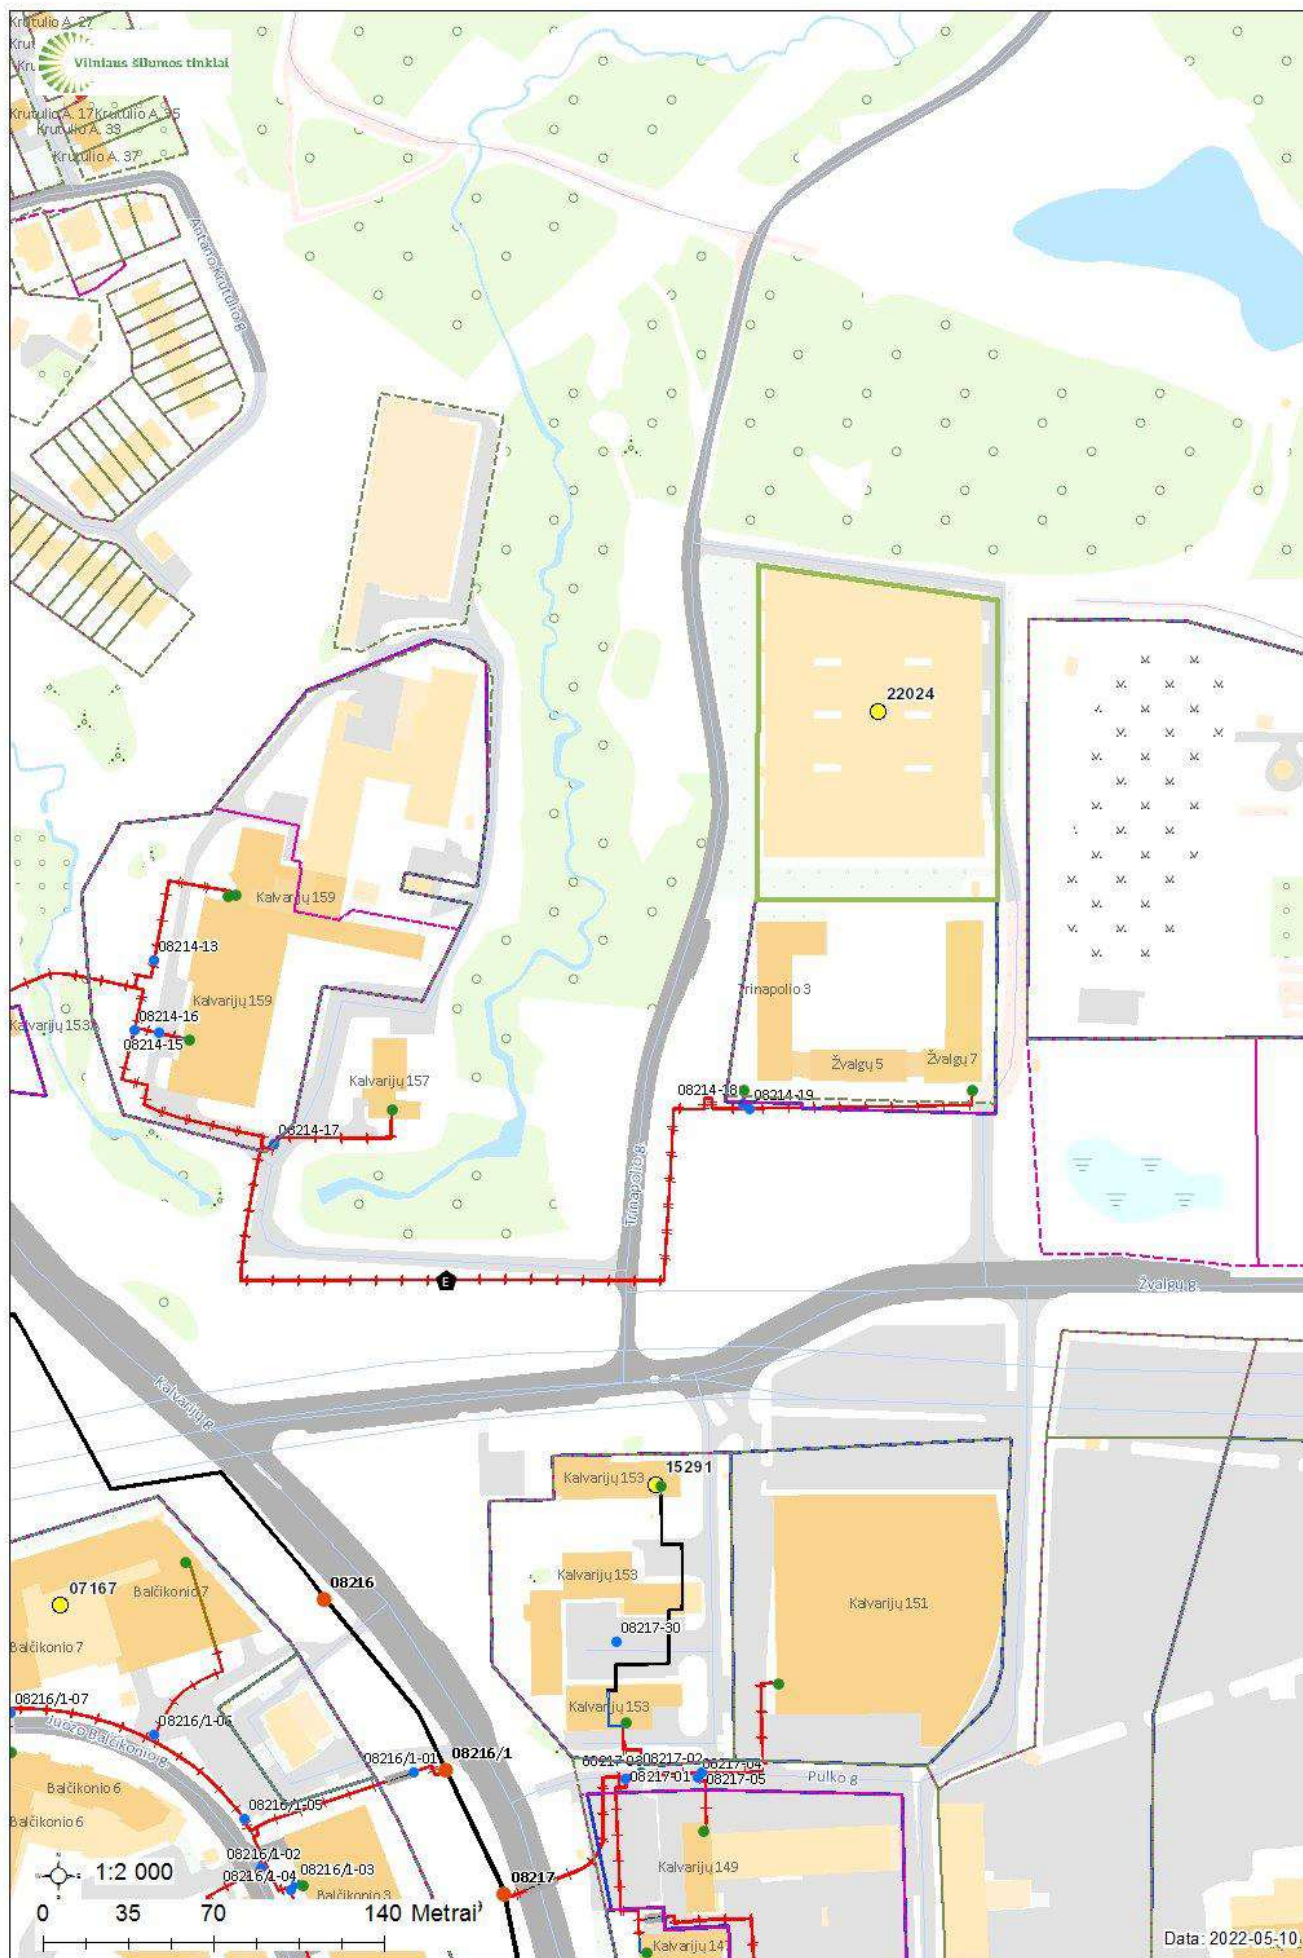 Krutulio A. 27
Vilniaus šilumos tinklai
Krutulio A. 17
Krutulio A. 35
Krutulio A. 33
Krutulio A. 37
Antano Krutulio g.
22024
Kalvarijų 159
08214-13
Kalvarijų 159
Trinapolio 3
08214-16
Kalvarijų 153
08214-15
Žvalgų 5
Žvalgų 7
Kalvarijų 157
08214-18
08214-19
08214-17
Trinapolio g.
E
Žvalgų g.
Kalvarijų g.
15291
Kalvarijų 153
Kalvarijų 153
08216
07167
Balčikonio 7
Kalvarijų 151
08217-30
Balčikonio 7
08216/1-07
Kalvarijų 153
08216/1-06
Juozo Balčikonio g.
08216/1-01
08216/1
08217-02
08217-04
08217-01
08217-05
Pulko g
Balčikonio 6
08216/1-05
Balčikonio 6
08216/1-02
08216/1-04
08216/1-03
08217
Kalvarijų 149
1:2 000
Balčikonio 3
0 35 70 140 Metrai
Kalvarijų 147
Data: 2022-05-10